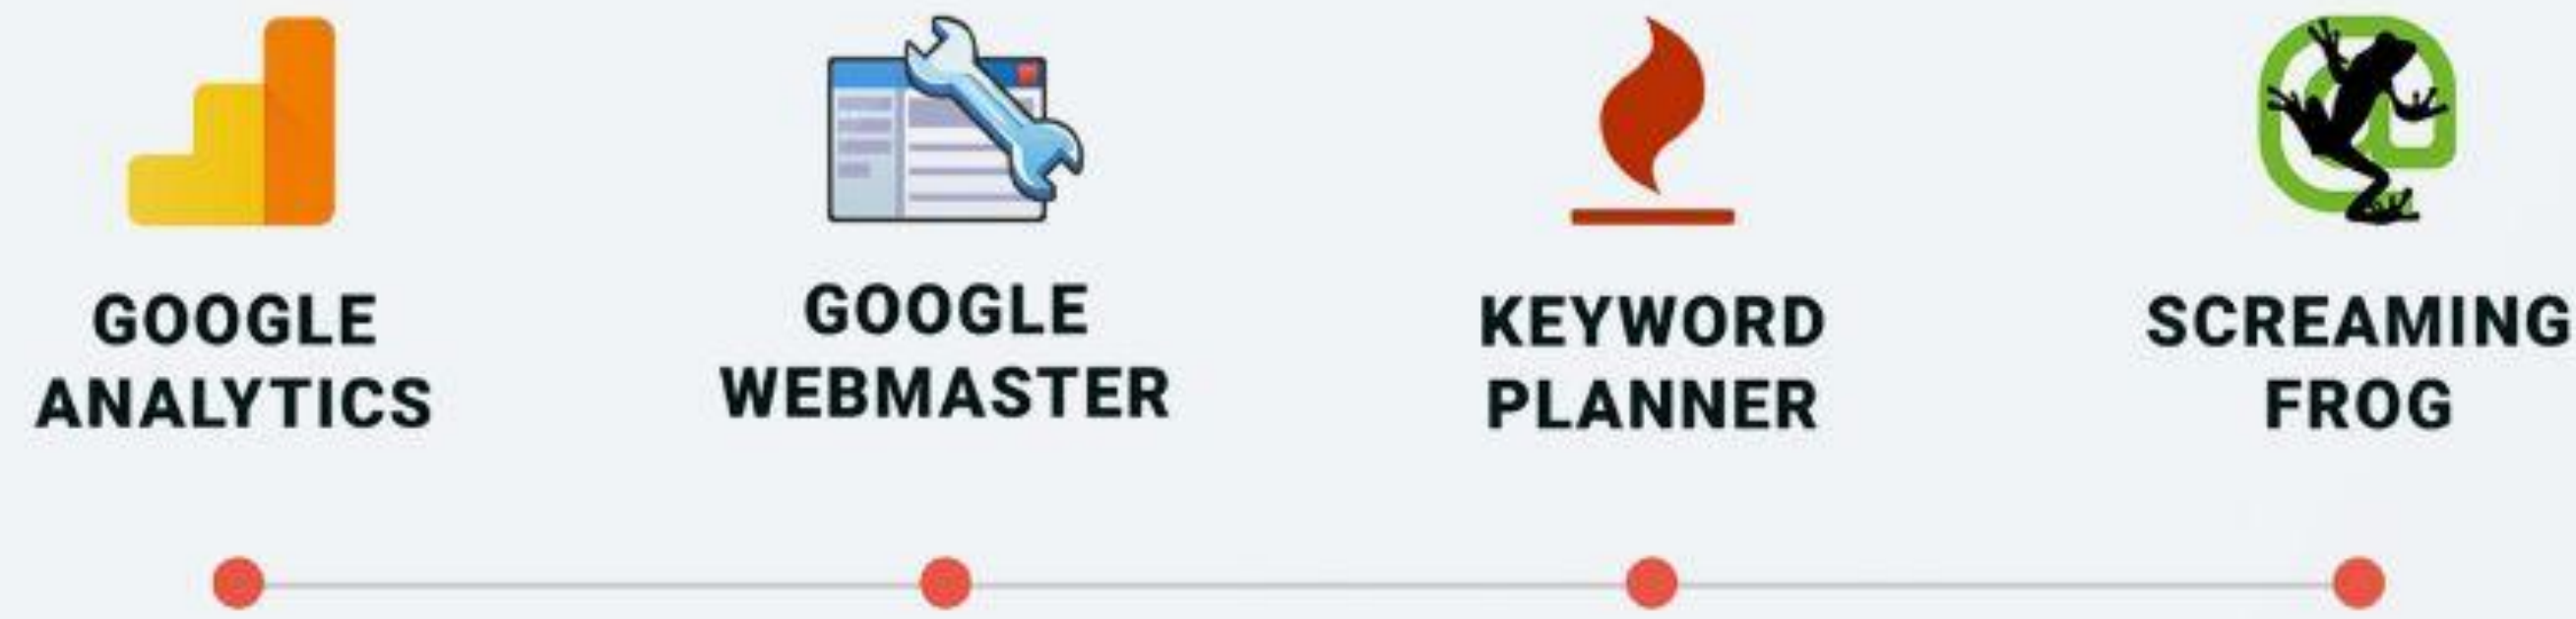 GOOGLE
ANALYTICS
GOOGLE
WEBMASTER
KEYWORD
PLANNER
SCREAMING
FROG